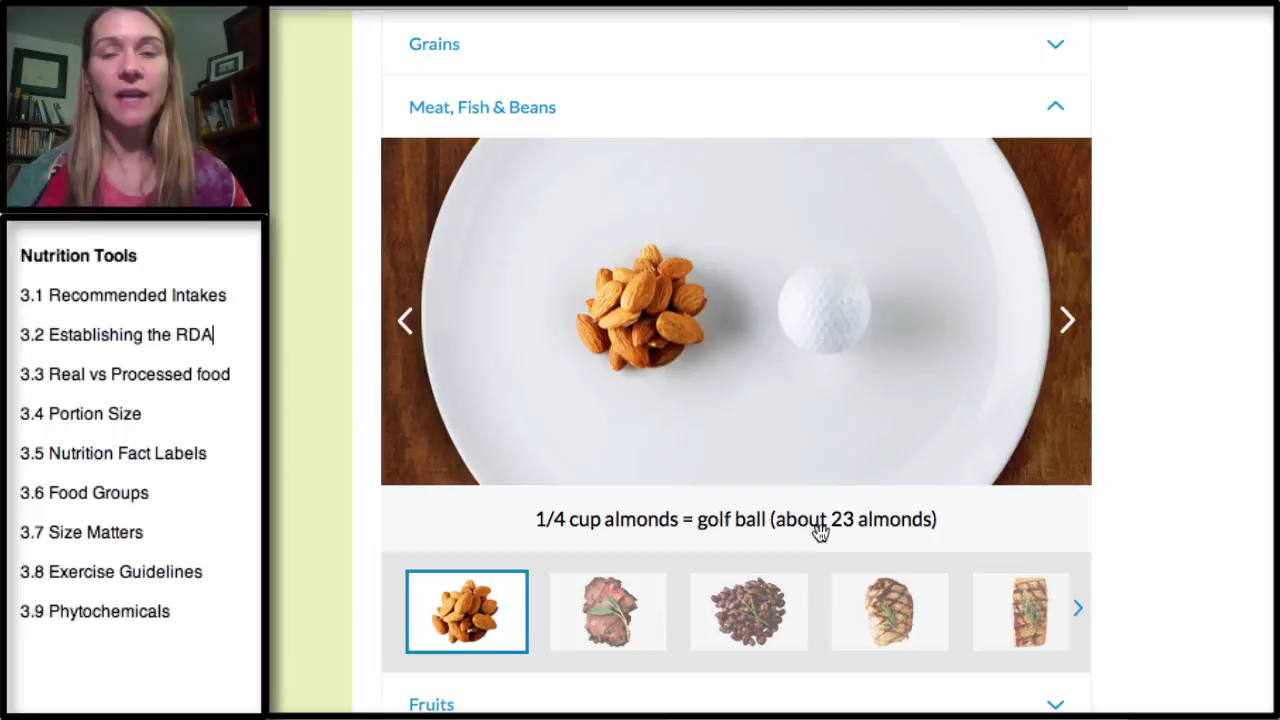 Grains
Meat, Fish & Beans
1/4 cup almonds = golf ball (about 23 almonds)
Fruits
Nutrition Tools
3.1 Recommended Intakes
3.2 Establishing the RDA
3.3 Real vs Processed food
3.4 Portion Size
3.5 Nutrition Fact Labels
3.6 Food Groups
3.7 Size Matters
3.8 Exercise Guidelines
3.9 Phytochemicals